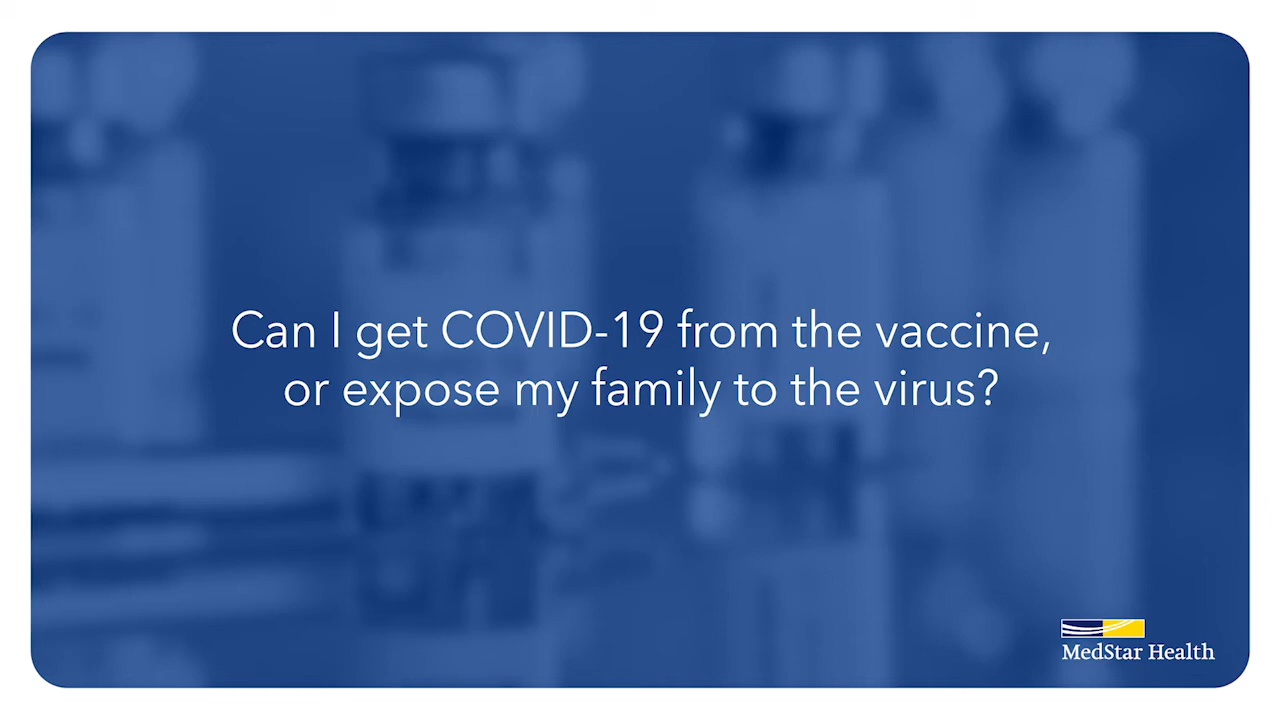 Can I get COVID-19 from the vaccine,
or expose my family to the virus?
MedStar Health